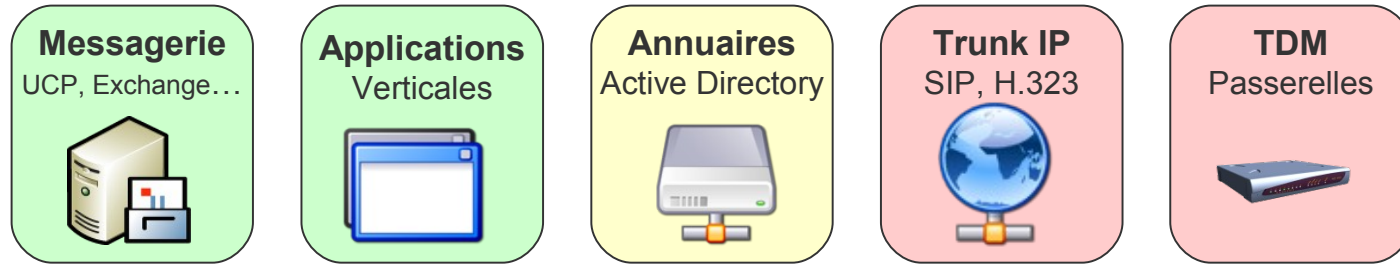 Messagerie
UCP, Exchange…
Applications
Verticales
Annuaires
Active Directory
Trunk IP
SIP, H.323
TDM
Passerelles